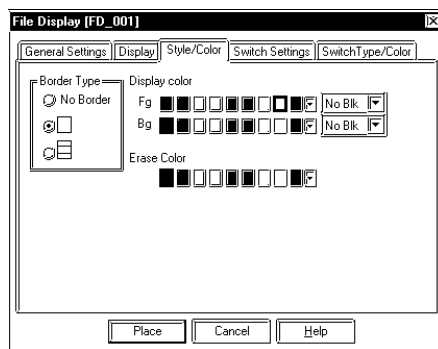 File Display [FD_001]
General Settings Display Style/Color Switch Settings SwitchType/Color
Border Type
No Border
Display color
Fg No Blk
Bg No Blk
Erase Color
Place Cancel Help